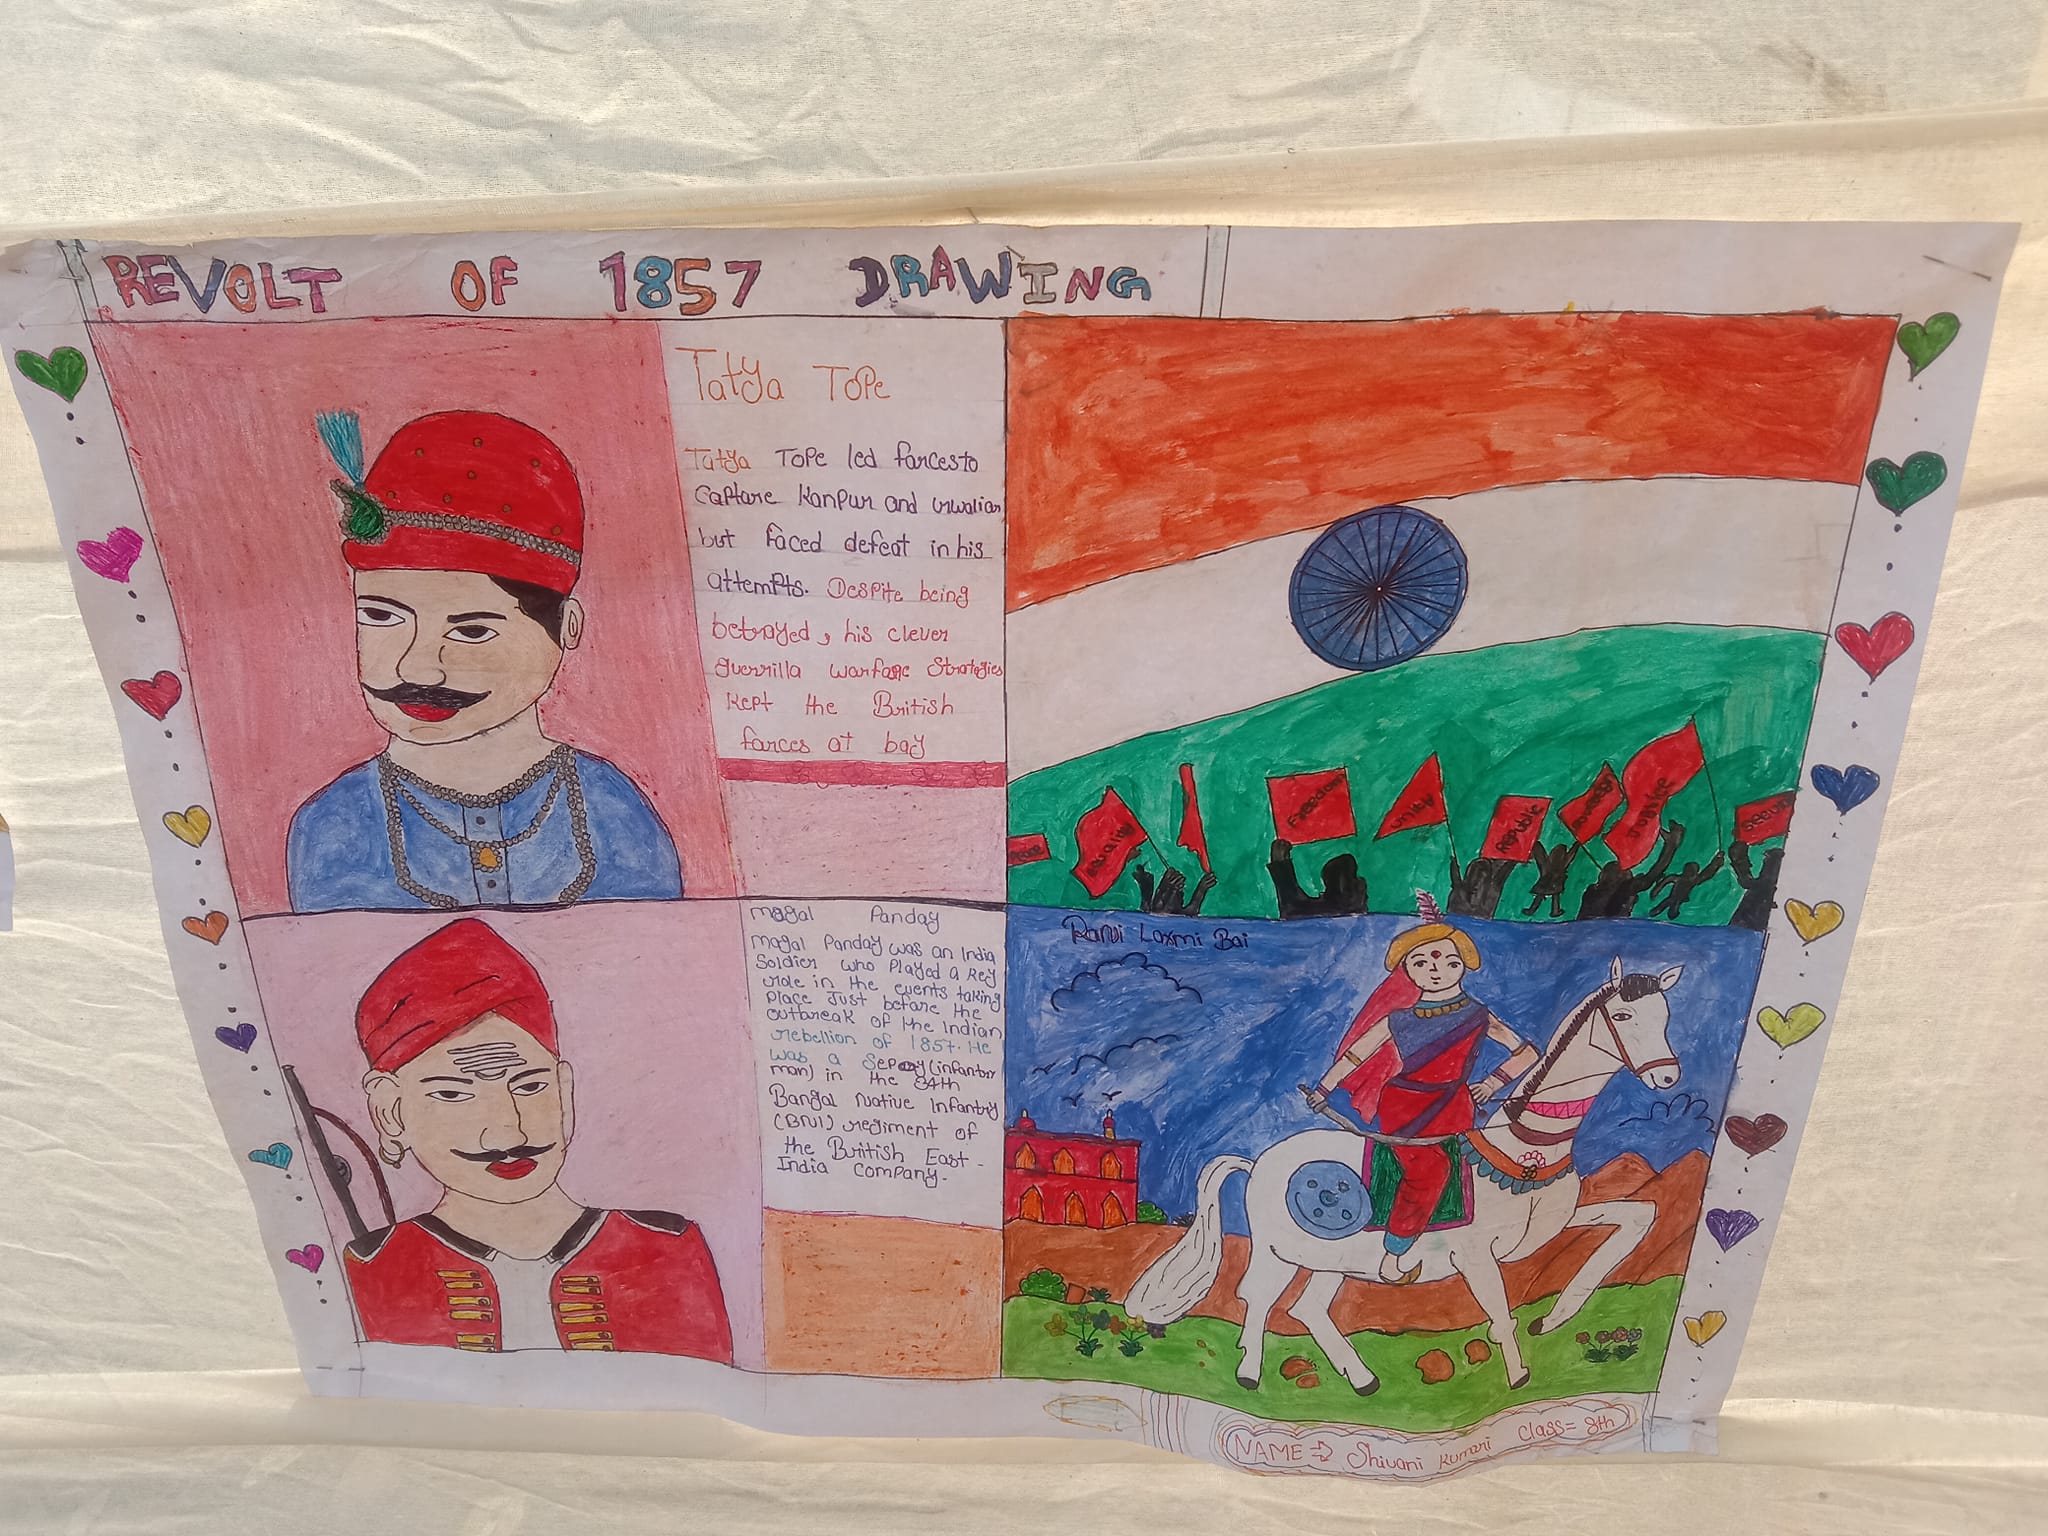 REVOLT OF 1857 DRAWING
Tatya Tope
Tatya Tope led farces to
Capture Kanpur and
but faced defeat in his
attempts. Despite being
betrayed, his clever
guerrilla warfare Strategies
Kept the British
farces at bay
Freedom
Unity
Republic
Justice
Equality
Magal Panday
Magal Panday was an India
Soldier who Played a Key
role in the events taking
Place Just before the
outbreak of the Indian
rebellion of 1857. He
was a Sepoy (infantry
man) in the 34th
Bangal Native Infantry
(BNI) regiment of
the British East-
India Company.
Rani Laxmi Bai
NAME ⇒ Shivani Kumari Class = 8th